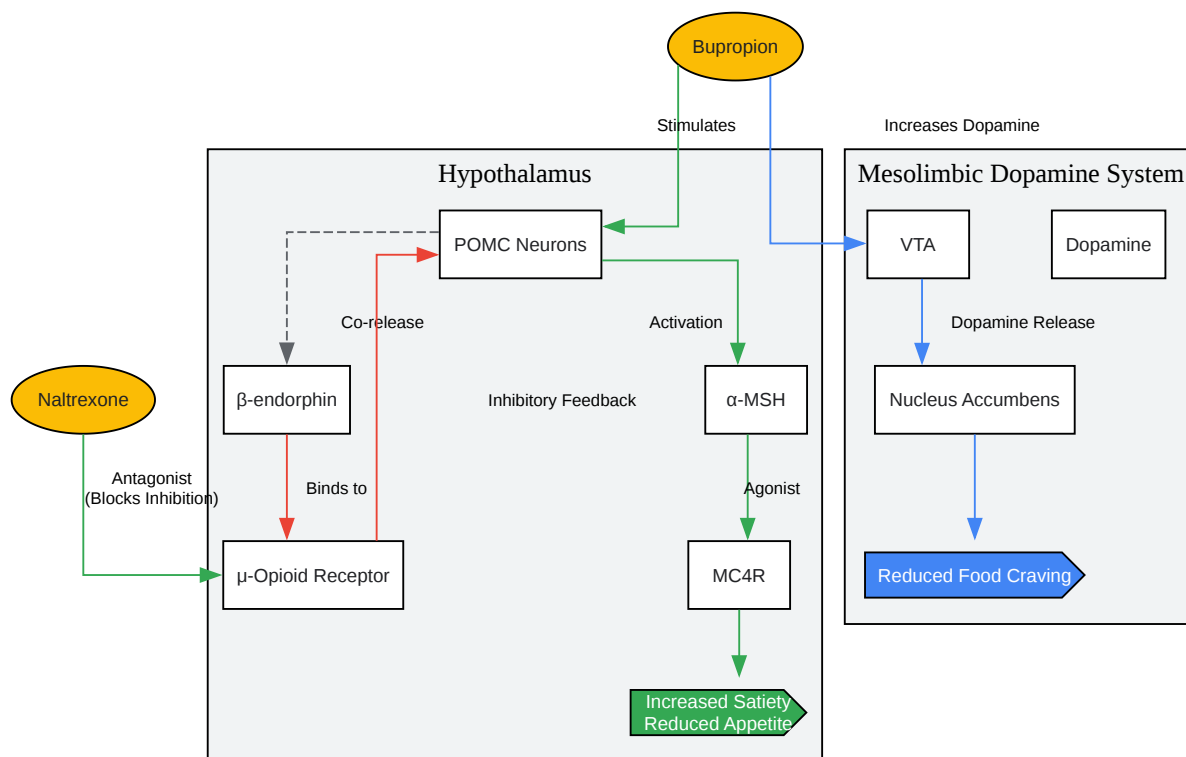 Bupropion
Stimulates
Increases Dopamine
Hypothalamus
Mesolimbic Dopamine System
POMC Neurons
VTA
Dopamine
Co-release
Activation
Dopamine Release
Naltrexone
β-endorphin
Inhibitory Feedback
α-MSH
Nucleus Accumbens
Antagonist
(Blocks Inhibition)
Binds to
Agonist
μ-Opioid Receptor
MC4R
Reduced Food Craving
Increased Satiety
Reduced Appetite